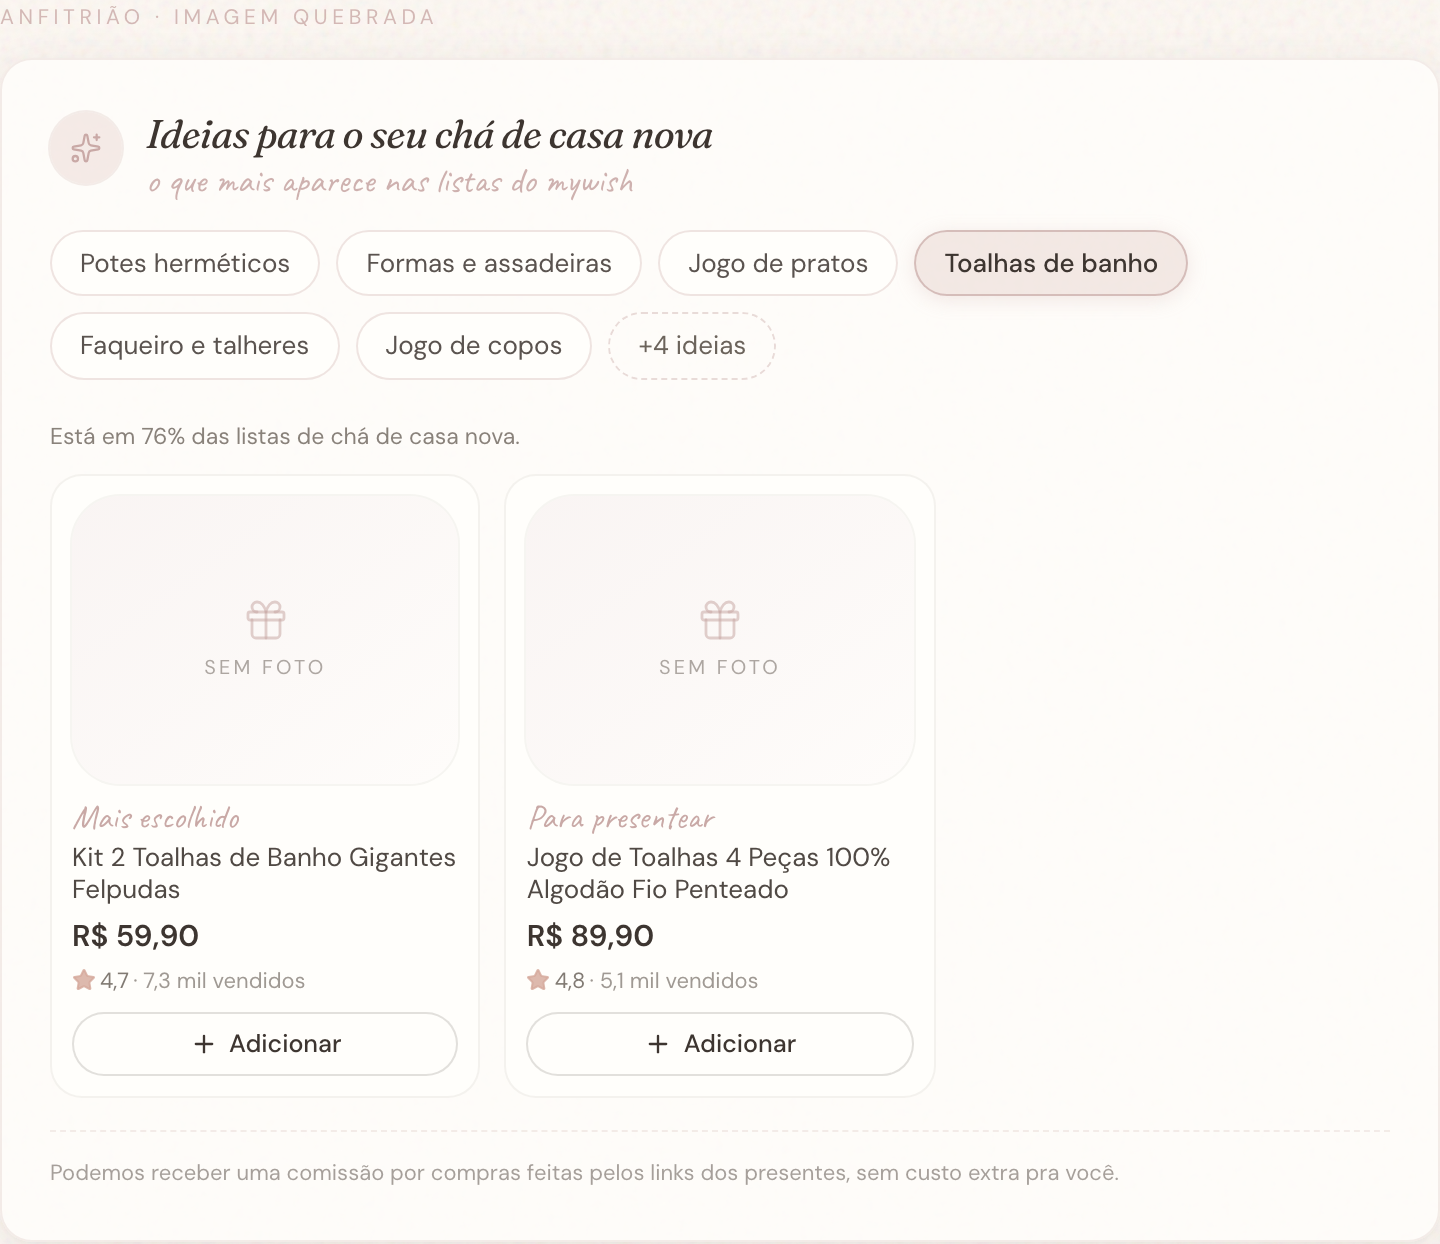 ANFITRIÃO · IMAGEM QUEBRADA
Ideias para o seu chá de casa nova
o que mais aparece nas listas do mywish
Potes herméticos
Formas e assadeiras
Jogo de pratos
Toalhas de banho
Faqueiro e talheres
Jogo de copos
+4 ideias
Está em 76% das listas de chá de casa nova.
SEM FOTO
Mais escolhido
Kit 2 Toalhas de Banho Gigantes
Felpudas
R$ 59,90
4,7 · 7,3 mil vendidos
+ Adicionar
SEM FOTO
Para presentear
Jogo de Toalhas 4 Peças 100%
Algodão Fio Penteado
R$ 89,90
4,8 · 5,1 mil vendidos
+ Adicionar
Podemos receber uma comissão por compras feitas pelos links dos presentes, sem custo extra pra você.